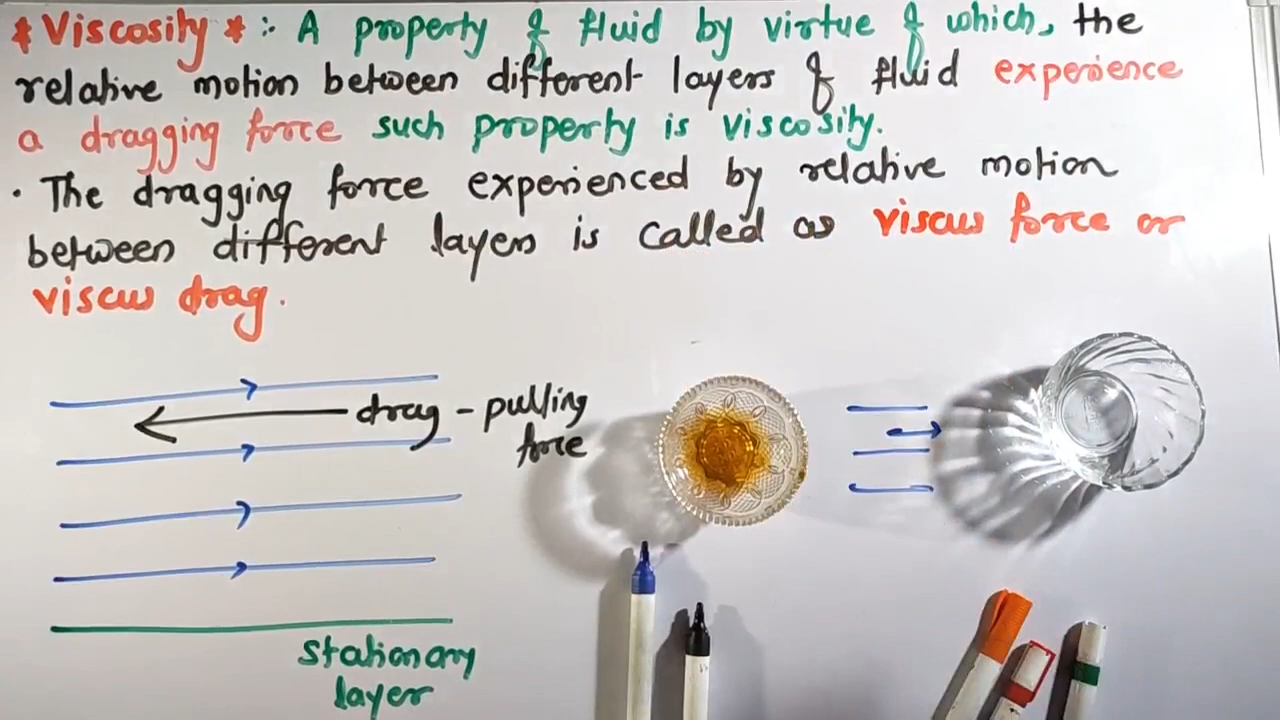 * Viscosity * :- A property of fluid by virtue of which, the
relative motion between different layers of fluid experience
a dragging force such property is viscosity.
· The dragging force experienced by relative motion
between different layers is called as viscus force or
viscus drag.
drag - pulling
force
stationary
layer